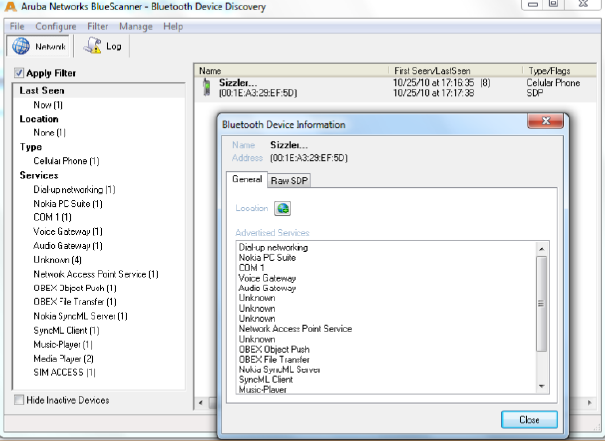 Aruba Networks BlueScanner - Bluetooth Device Discovery
File Configure Filter Manage Help
Network Log
Apply Filter
Last Seen
Now (1)
Location
None (1)
Type
Cellular Phone (1)
Services
Dial-up networking (1)
Nokia PC Suite (1)
COM 1 (1)
Voice Gateway (1)
Audio Gateway (1)
Unknown (4)
Network Access Point Service (1)
OBEX Object Push (1)
OBEX File Transfer (1)
Nokia SyncML Server (1)
SyncML Client (1)
Music-Player (1)
Media Player (2)
SIM ACCESS (1)
Hide Inactive Devices
Name First Seen/LastSeen Type/Flags
Sizzler... 10/25/10 at 17:16:35 (8) Cellular Phone
(00:1E:A3:29:EF:5D) 10/25/10 at 17:17:38 SDP
Bluetooth Device Information
Name Sizzler...
Address (00:1E:A3:29:EF:5D)
General Raw SDP
Location
Advertised Services
Dial-up networking
Nokia PC Suite
COM 1
Voice Gateway
Audio Gateway
Unknown
Unknown
Unknown
Network Access Point Service
Unknown
OBEX Object Push
OBEX File Transfer
Nokia SyncML Server
SyncML Client
Music-Player
Close